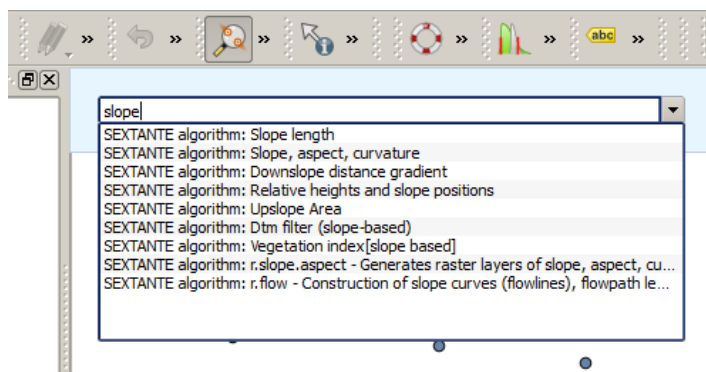 abc
slope
SEXTANTE algorithm: Slope length
SEXTANTE algorithm: Slope, aspect, curvature
SEXTANTE algorithm: Downslope distance gradient
SEXTANTE algorithm: Relative heights and slope positions
SEXTANTE algorithm: Upslope Area
SEXTANTE algorithm: Dtm filter (slope-based)
SEXTANTE algorithm: Vegetation index[slope based]
SEXTANTE algorithm: r.slope.aspect - Generates raster layers of slope, aspect, cu...
SEXTANTE algorithm: r.flow - Construction of slope curves (flowlines), flowpath le...